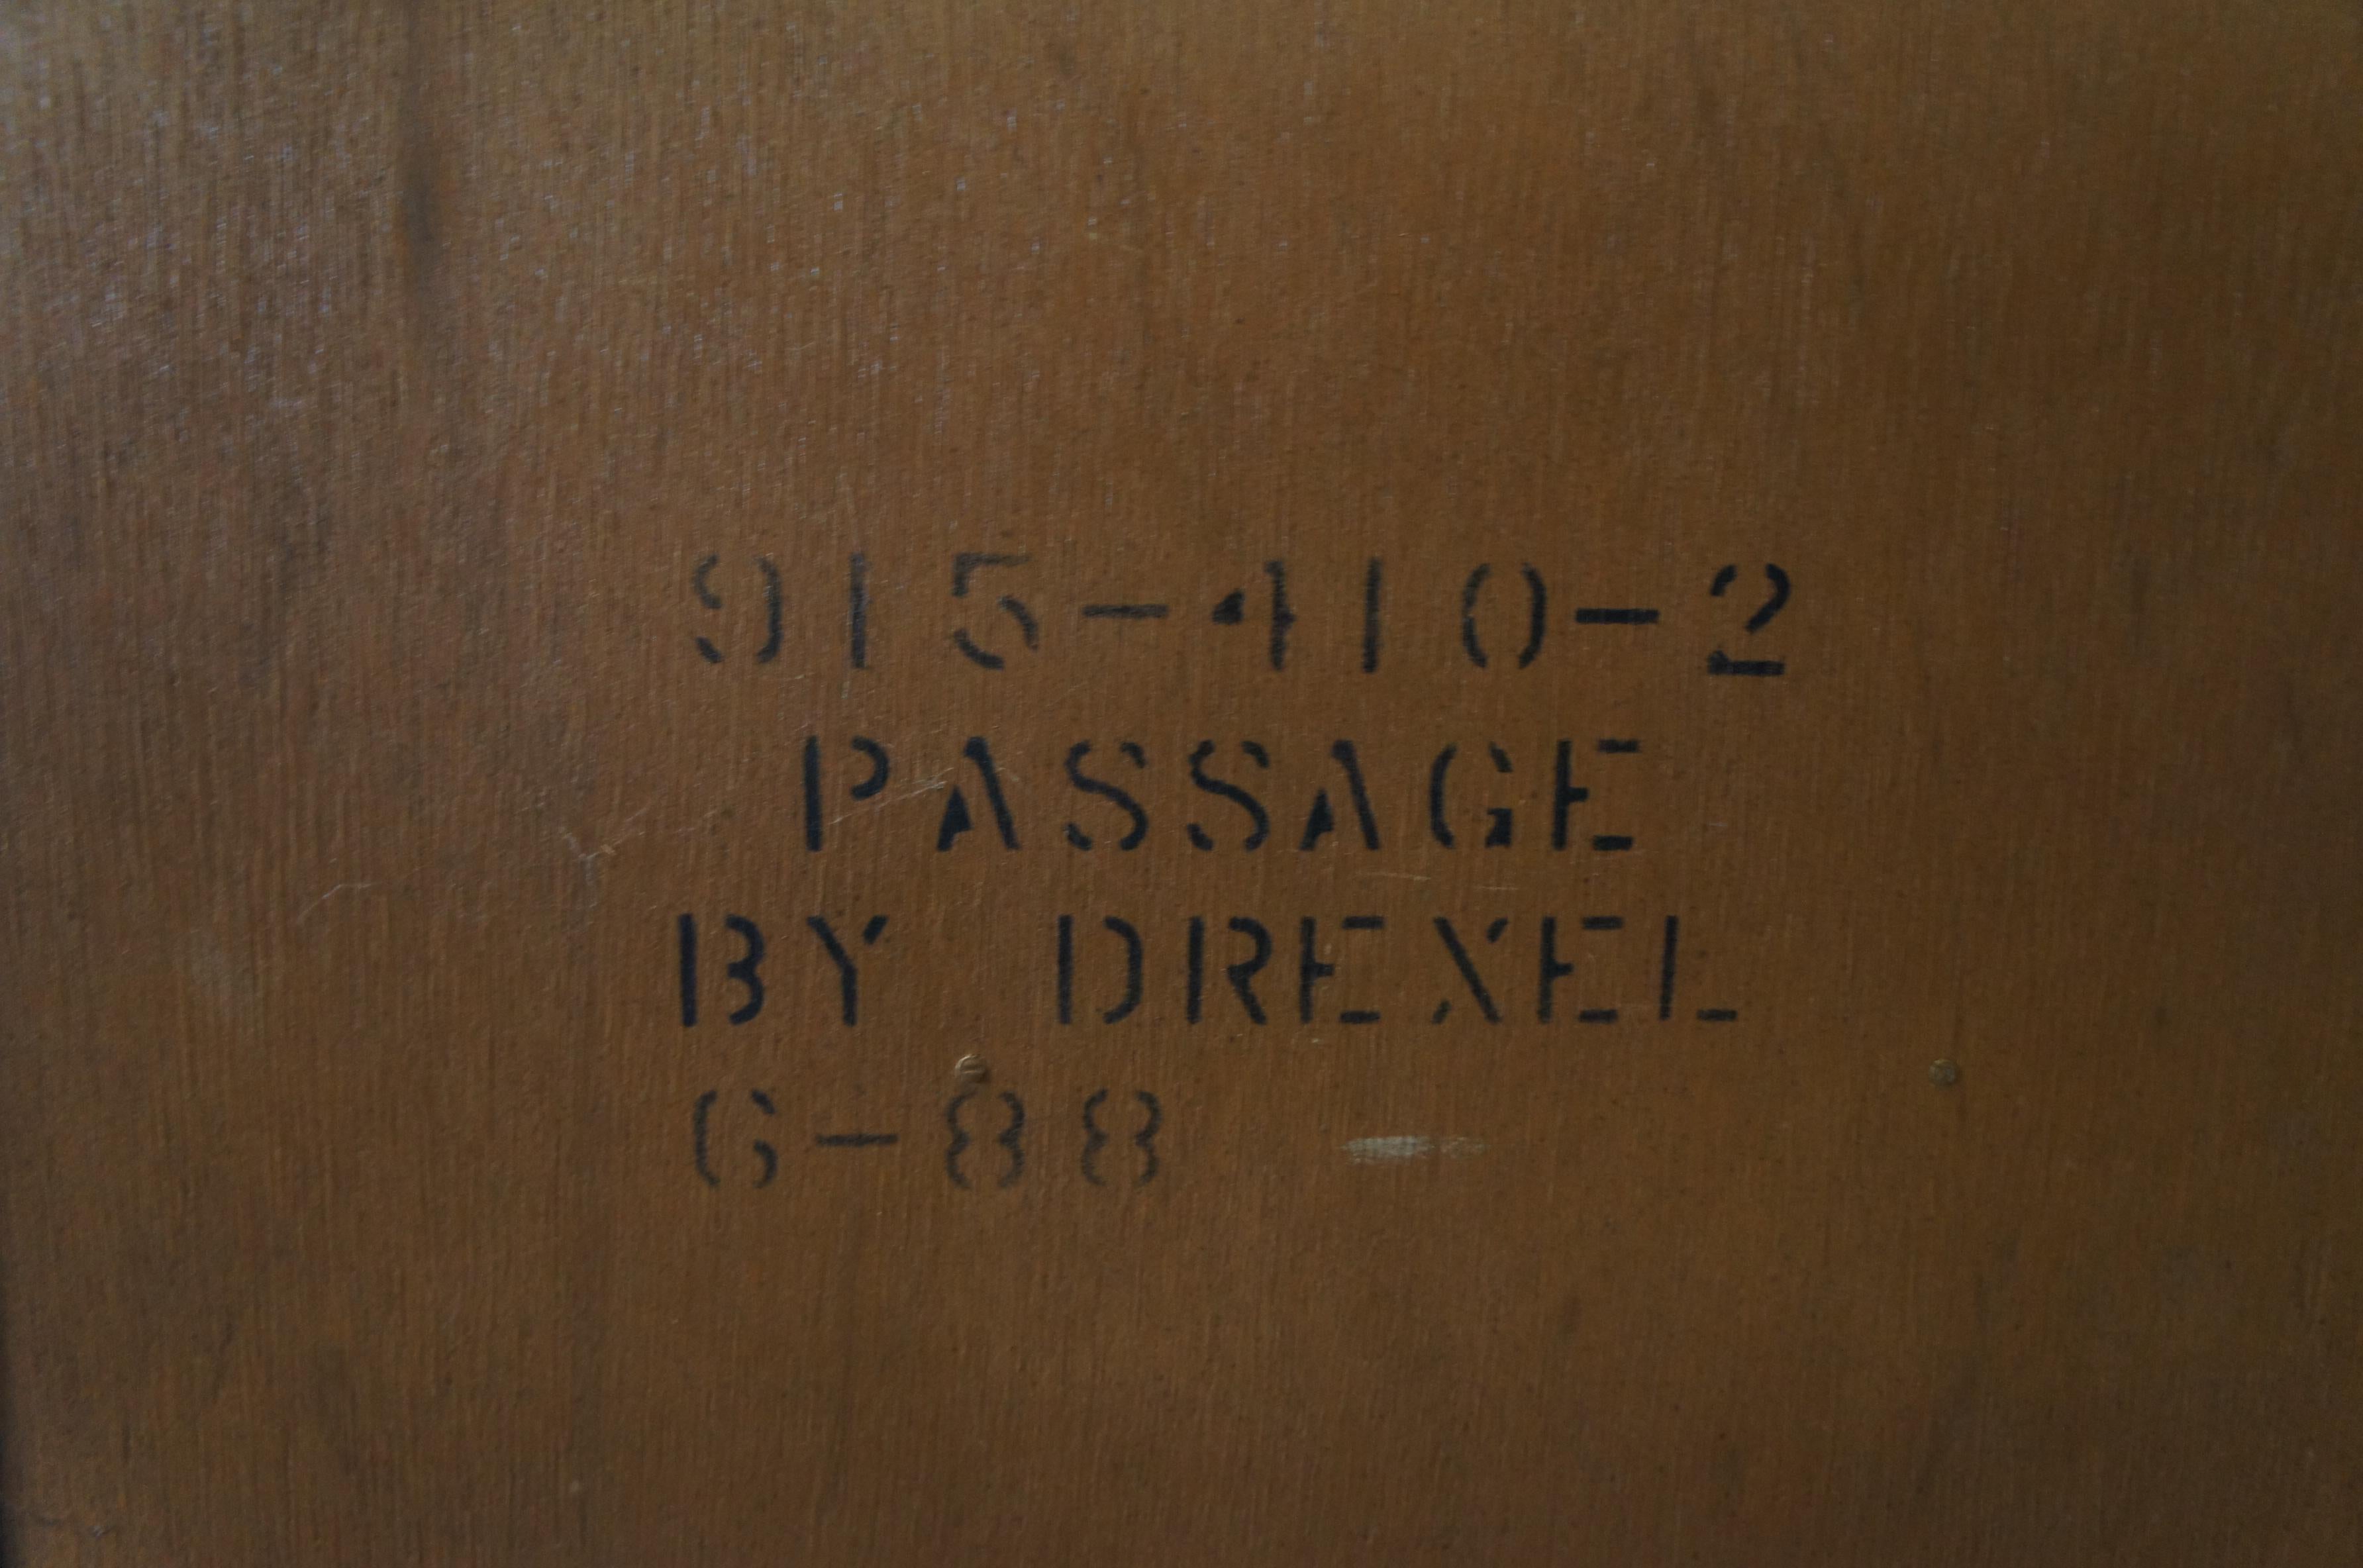 915-410-2
PASSAGE
BY DREXEL
6-88